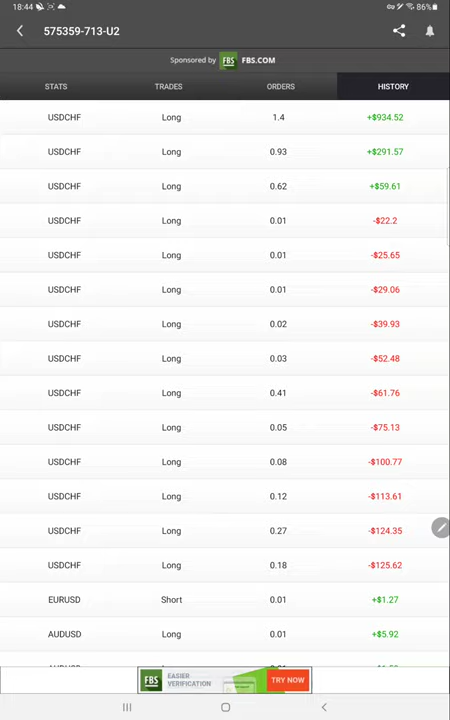 18:44 86%
575359-713-U2
Sponsored by FBS FBS.COM
STATS TRADES ORDERS HISTORY
USDCHF Long 1.4 +$934.52
USDCHF Long 0.93 +$291.57
USDCHF Long 0.62 +$59.61
USDCHF Long 0.01 -$22.2
USDCHF Long 0.01 -$25.65
USDCHF Long 0.01 -$29.06
USDCHF Long 0.02 -$39.93
USDCHF Long 0.03 -$52.48
USDCHF Long 0.41 -$61.76
USDCHF Long 0.05 -$75.13
USDCHF Long 0.08 -$100.77
USDCHF Long 0.12 -$113.61
USDCHF Long 0.27 -$124.35
USDCHF Long 0.18 -$125.62
EURUSD Short 0.01 +$1.27
AUDUSD Long 0.01 +$5.92
FBS EASIER VERIFICATION TRY NOW